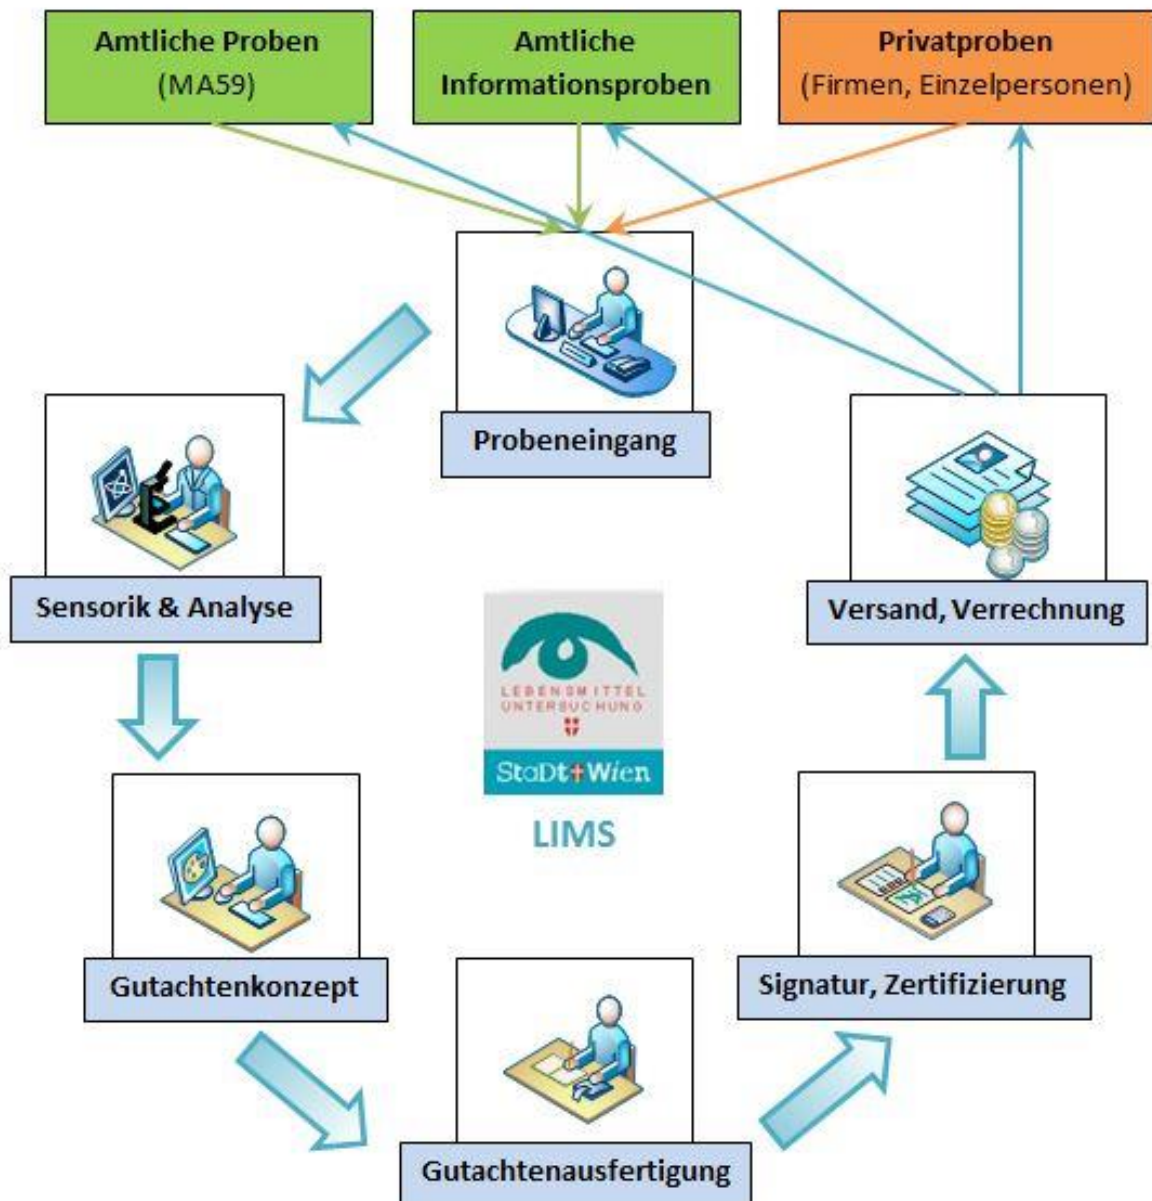 Amtliche Proben
(MA59)
Amtliche
Informationsproben
Privatproben
(Firmen, Einzelpersonen)
Probeneingang
Sensorik & Analyse
Versand, Verrechnung
LEBENSMITTEL
UNTERSUCHUNG
StaDt Wien
LIMS
Gutachtenkonzept
Signatur, Zertifizierung
Gutachtenausfertigung